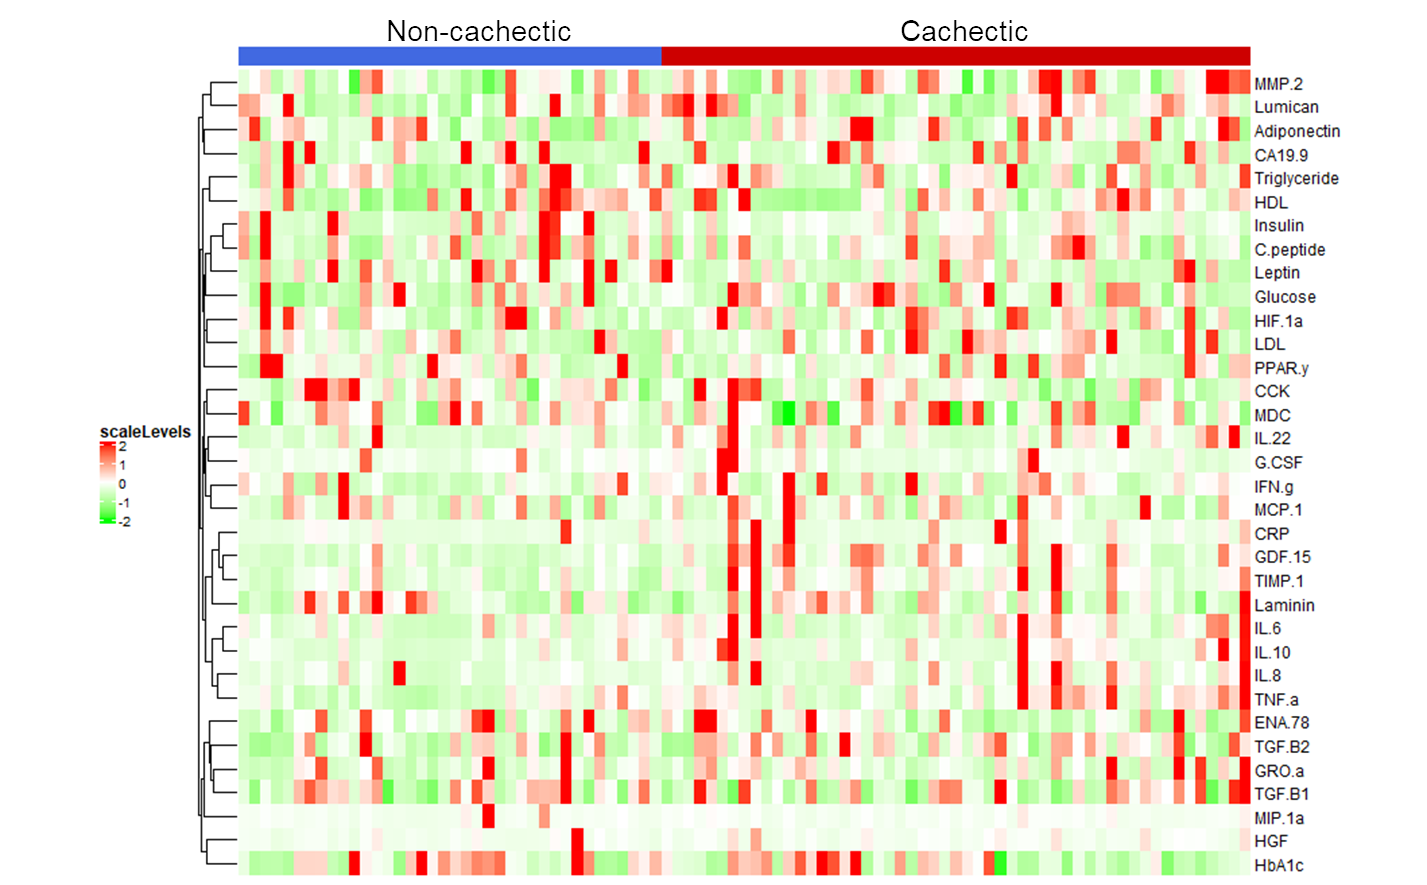 Non-cachectic
Cachectic
MMP.2
Lumican
Adiponectin
CA19.9
Triglyceride
HDL
Insulin
C.peptide
Leptin
Glucose
HIF.1a
LDL
PPAR.y
CCK
MDC
IL.22
G.CSF
IFN.g
MCP.1
CRP
GDF.15
TIMP.1
Laminin
IL.6
IL.10
IL.8
TNF.a
ENA.78
TGF.B2
GRO.a
TGF.B1
MIP.1a
HGF
HbA1c
scaleLevels
2
1
0
-1
-2